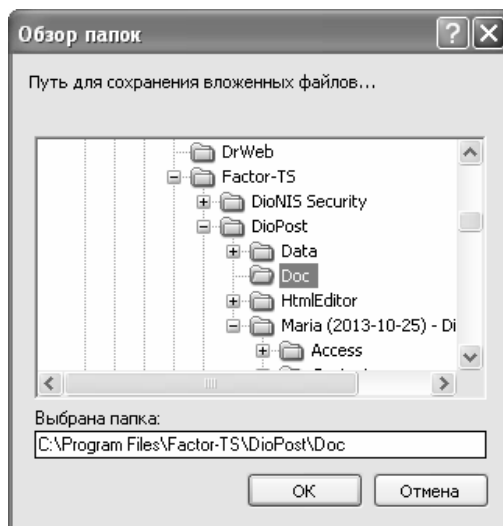 Обзор папок
Путь для сохранения вложенных файлов...
DrWeb
Factor-TS
DioNIS Security
DioPost
Data
Doc
HtmlEditor
Maria (2013-10-25) - Di
Access
Выбрана папка:
C:\Program Files\Factor-TS\DioPost\Doc
OK
Отмена